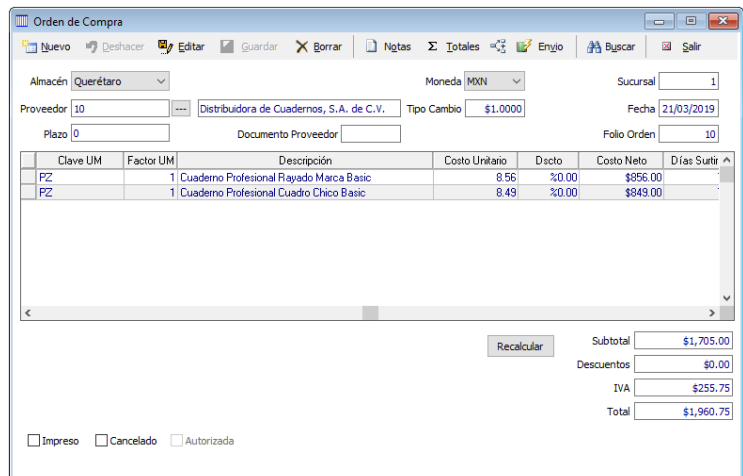 Orden de Compra
Nuevo Deshacer Editar Guardar Borrar Notas Σ Totales Envio Buscar Salir
Almacén Querétaro Moneda MXN Sucursal 1
Proveedor 10 --- Distribuidora de Cuadernos, S.A. de C.V. Tipo Cambio $1.0000 Fecha 21/03/2019
Plazo 0 Documento Proveedor Folio Orden 10
Clave UM Factor UM Descripción Costo Unitario Dscto Costo Neto Días Surtir
PZ 1 Cuaderno Profesional Rayado Marca Basic 8.56 %0.00 $856.00
PZ 1 Cuaderno Profesional Cuadro Chico Basic 8.49 %0.00 $849.00
Recalcular Subtotal $1,705.00
Descuentos $0.00
IVA $255.75
Total $1,960.75
Impreso Cancelado Autorizada